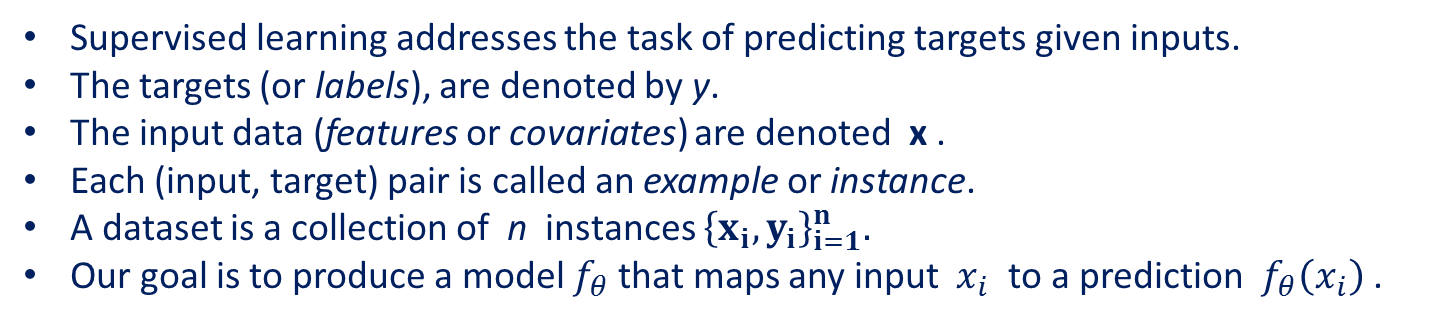 • Supervised learning addresses the task of predicting targets given inputs.
• The targets (or labels), are denoted by y.
• The input data (features or covariates) are denoted x .
• Each (input, target) pair is called an example or instance.
• A dataset is a collection of n instances {xᵢ, yᵢ}ⁿᵢ₌₁.
• Our goal is to produce a model f_θ that maps any input xᵢ to a prediction f_θ(xᵢ) .